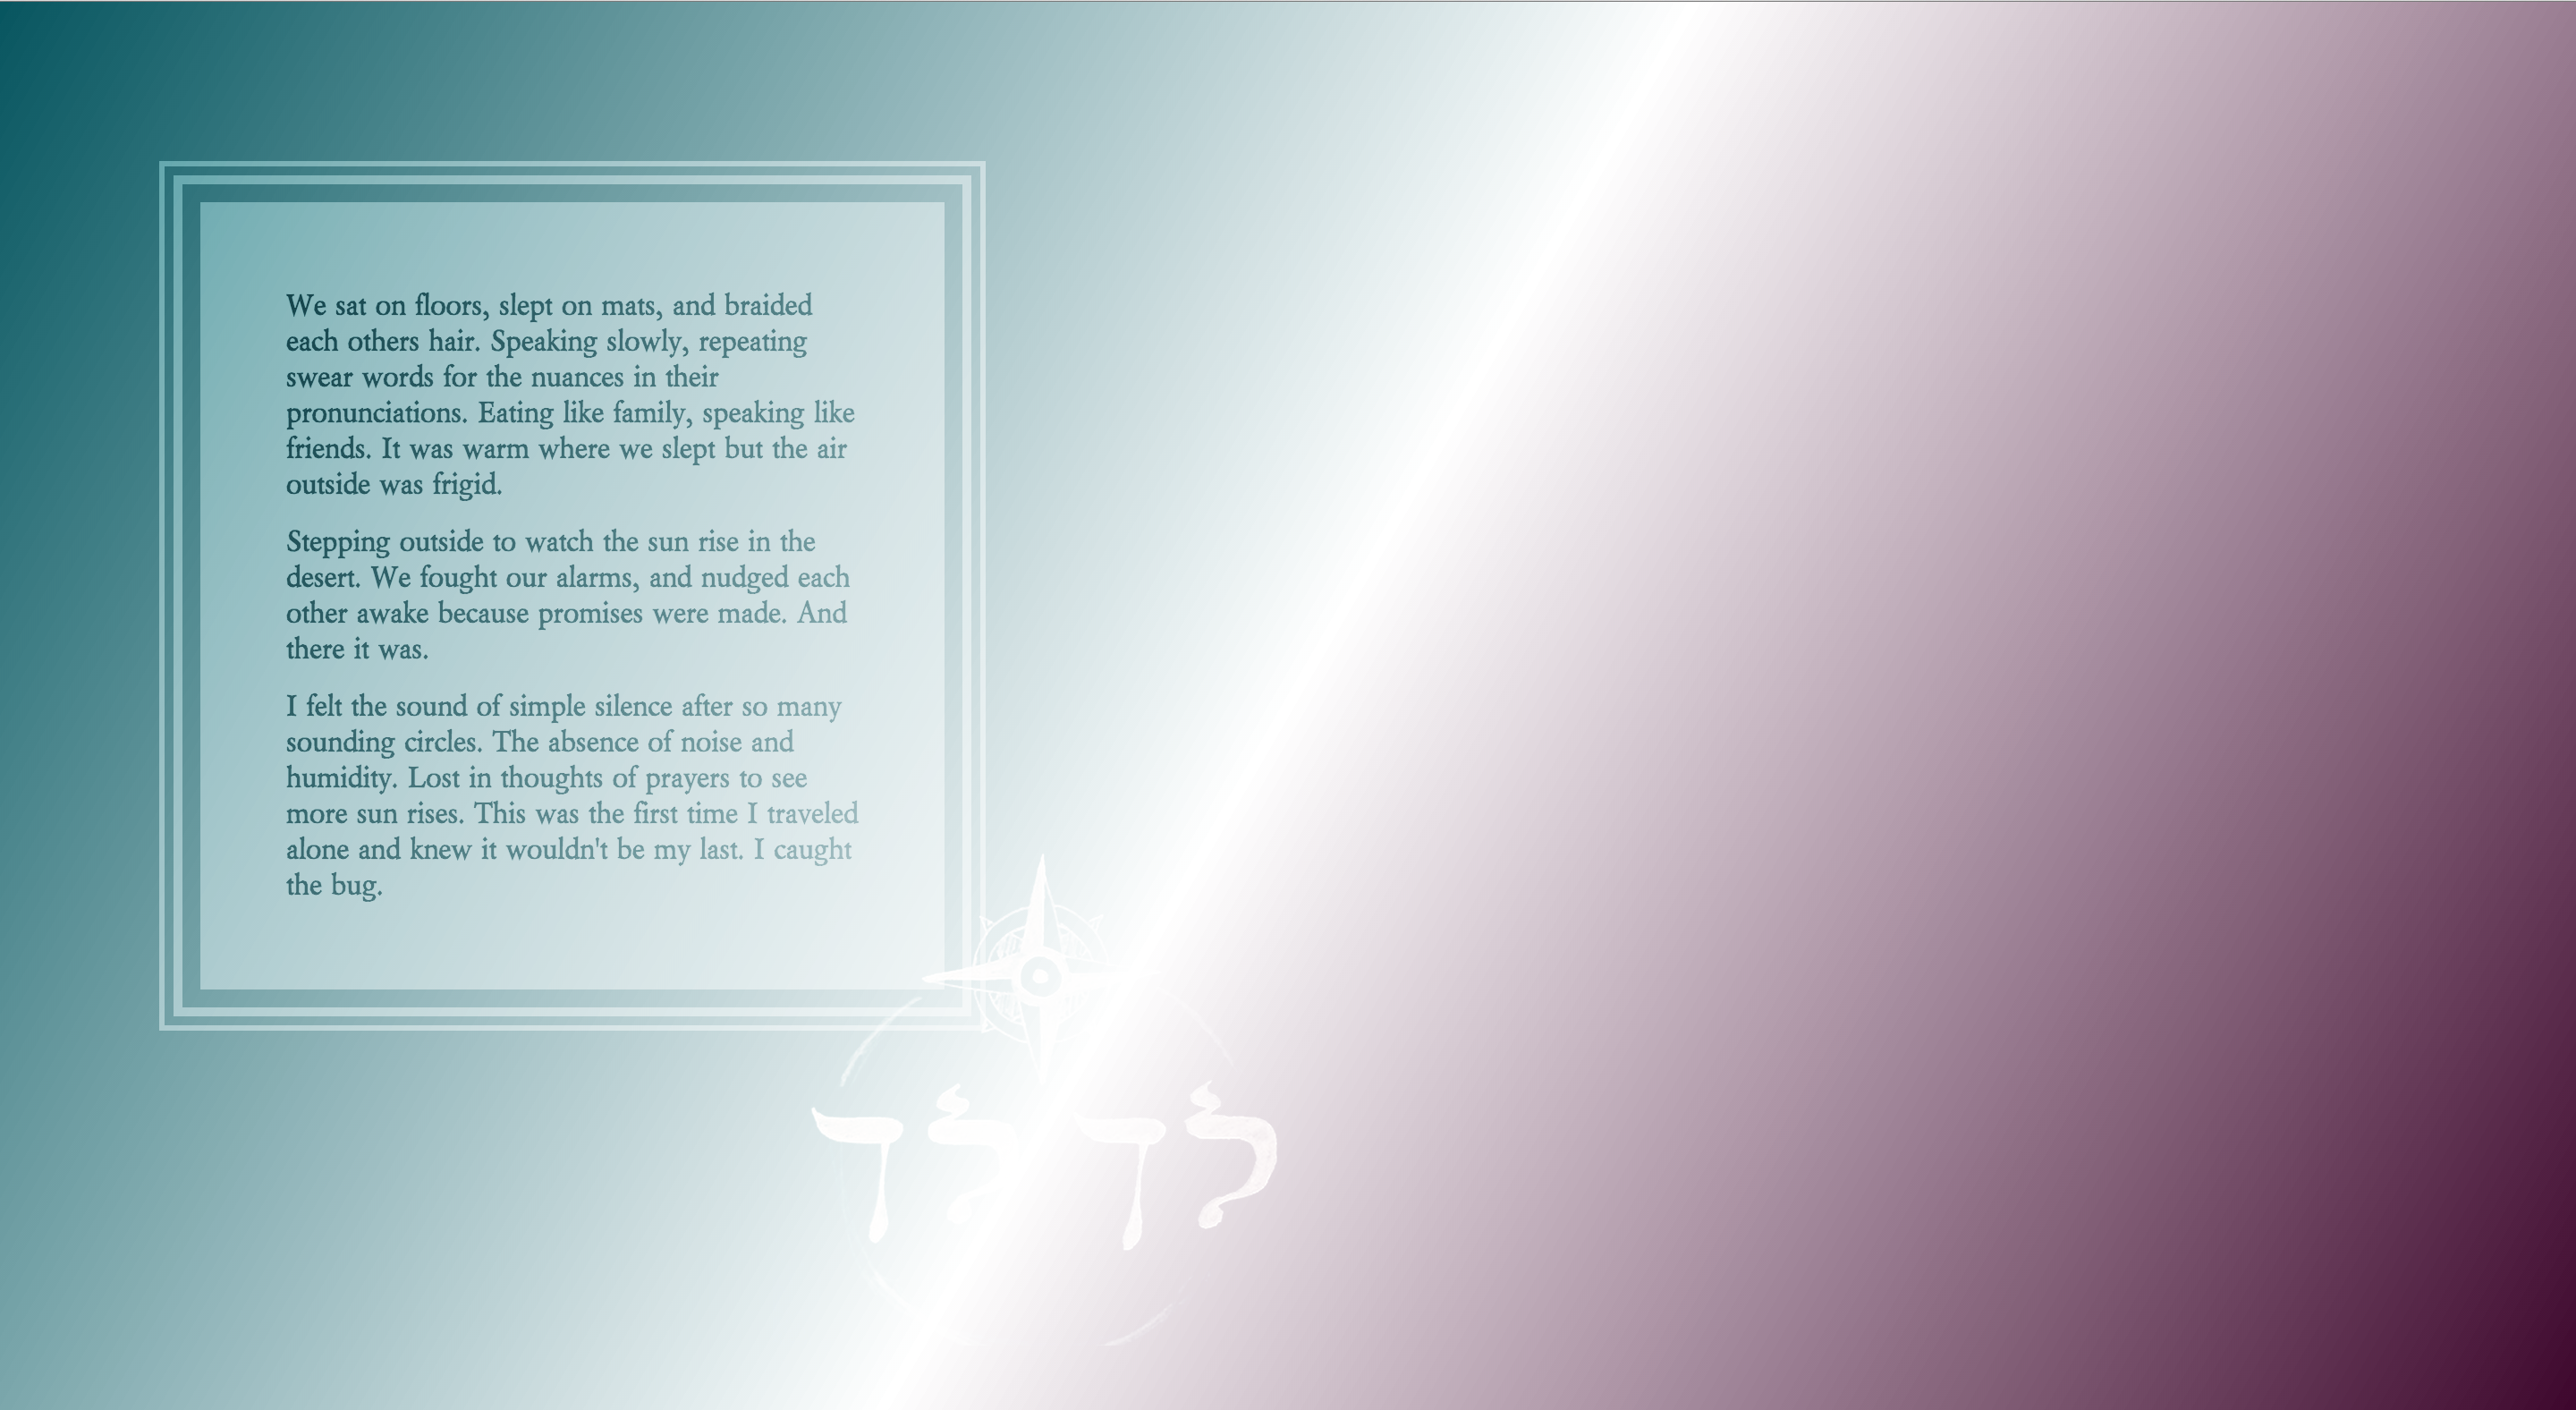 We sat on floors, slept on mats, and braided
each others hair. Speaking slowly, repeating
swear words for the nuances in their
pronunciations. Eating like family, speaking like
friends. It was warm where we slept but the air
outside was frigid.
Stepping outside to watch the sun rise in the
desert. We fought our alarms, and nudged each
other awake because promises were made. And
there it was.
I felt the sound of simple silence after so many
sounding circles. The absence of noise and
humidity. Lost in thoughts of prayers to see
more sun rises. This was the first time I traveled
alone and knew it wouldn't be my last. I caught
the bug.
לך לך